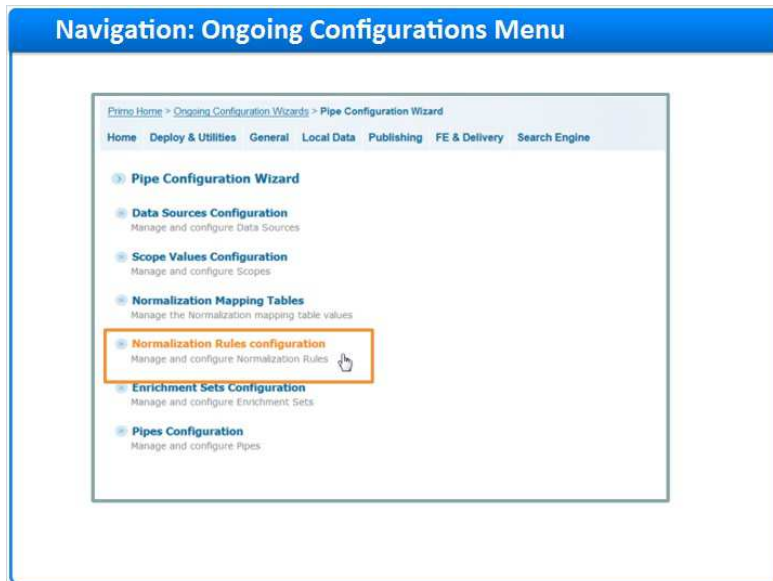 Navigation: Ongoing Configurations Menu
Primo Home > Ongoing Configuration Wizards > Pipe Configuration Wizard
Home Deploy & Utilities General Local Data Publishing FE & Delivery Search Engine
Pipe Configuration Wizard
Data Sources Configuration
Manage and configure Data Sources
Scope Values Configuration
Manage and configure Scopes
Normalization Mapping Tables
Manage the Normalization mapping table values
Normalization Rules configuration
Manage and configure Normalization Rules
Enrichment Sets Configuration
Manage and configure Enrichment Sets
Pipes Configuration
Manage and configure Pipes